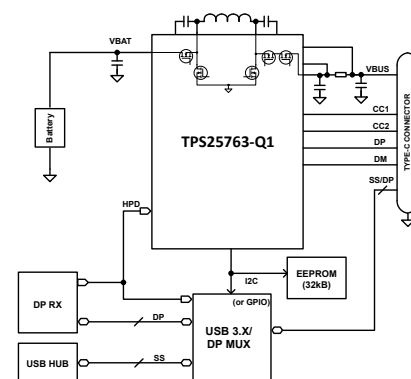 VBAT
VBUS
Battery
TPS25763-Q1
CC1
CC2
DP
DM
SS/DP
TYPE-C CONNECTOR
HPD
I2C
(or GPIO)
EEPROM
(32kB)
DP RX
DP
USB 3.X/
DP MUX
USB HUB
SS